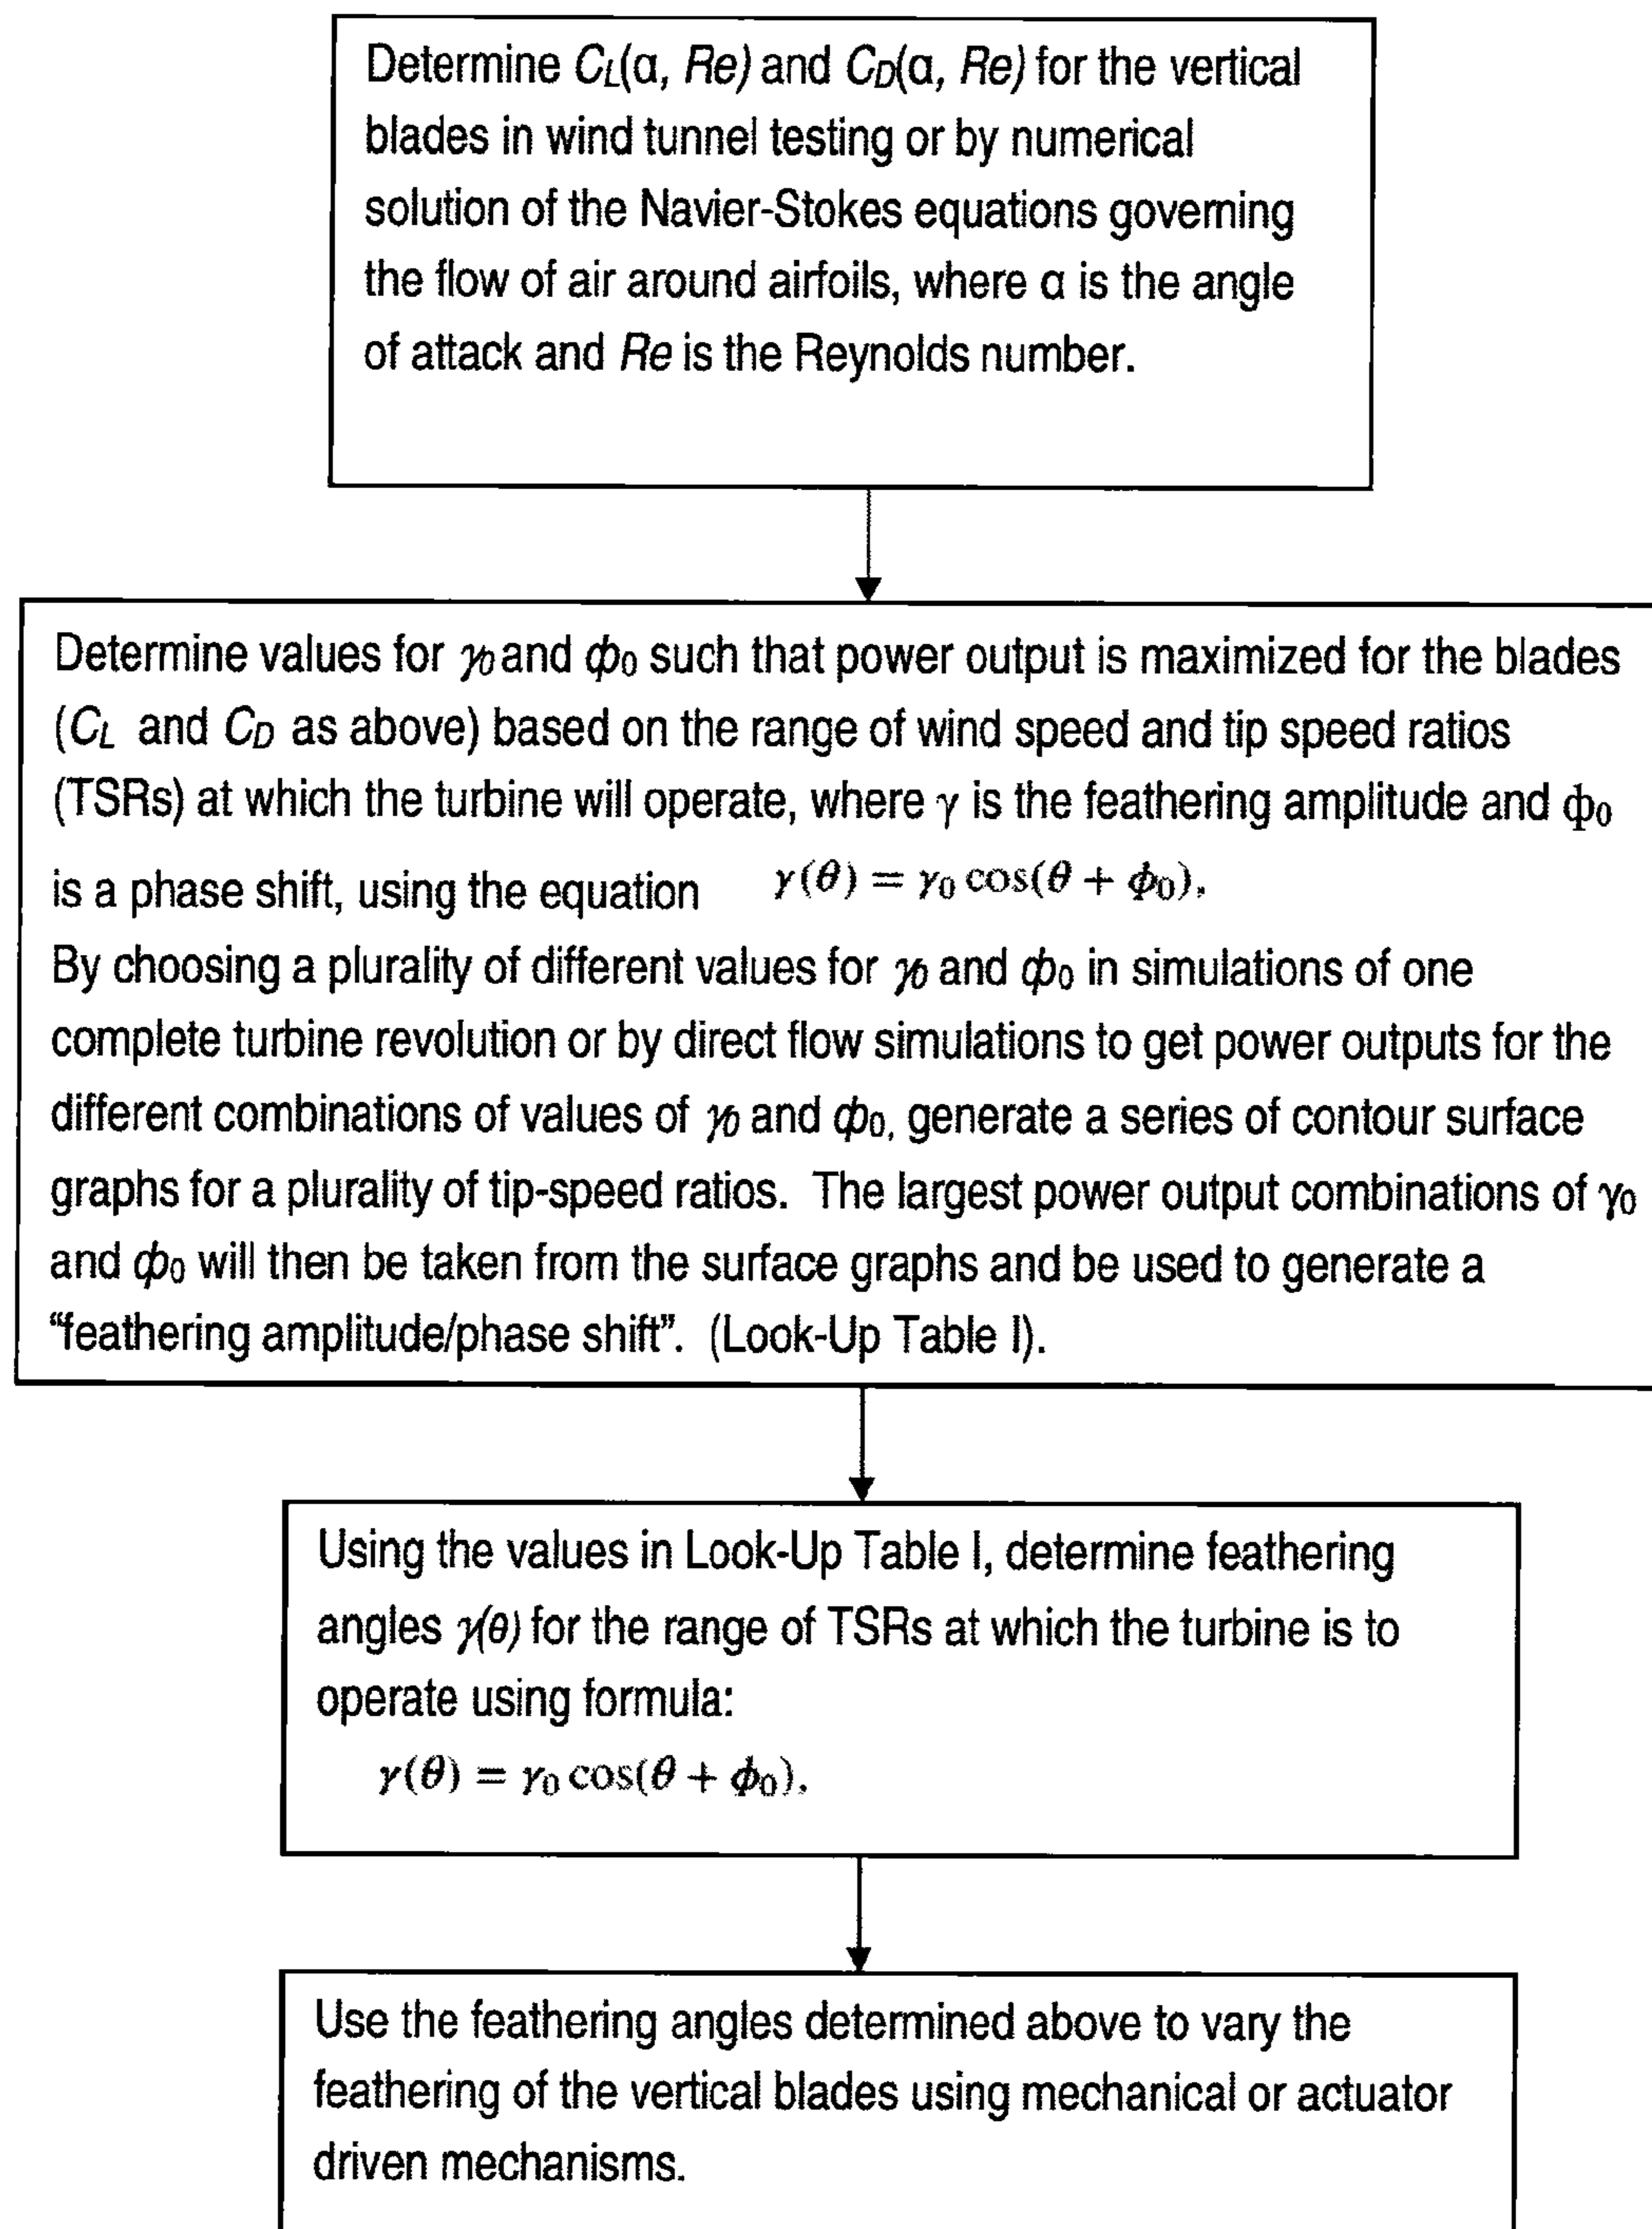 Determine CL(α, Re) and CD(α, Re) for the vertical
blades in wind tunnel testing or by numerical
solution of the Navier-Stokes equations governing
the flow of air around airfoils, where α is the angle
of attack and Re is the Reynolds number.
Determine values for γ0 and ϕ0 such that power output is maximized for the blades
(CL and CD as above) based on the range of wind speed and tip speed ratios
(TSRs) at which the turbine will operate, where γ is the feathering amplitude and ϕ0
is a phase shift, using the equation γ(θ) = γ0 cos(θ + ϕ0).
By choosing a plurality of different values for γ0 and ϕ0 in simulations of one
complete turbine revolution or by direct flow simulations to get power outputs for the
different combinations of values of γ0 and ϕ0, generate a series of contour surface
graphs for a plurality of tip-speed ratios. The largest power output combinations of γ0
and ϕ0 will then be taken from the surface graphs and be used to generate a
“feathering amplitude/phase shift”. (Look-Up Table I).
Using the values in Look-Up Table I, determine feathering
angles γ(θ) for the range of TSRs at which the turbine is to
operate using formula:
γ(θ) = γ0 cos(θ + ϕ0).
Use the feathering angles determined above to vary the
feathering of the vertical blades using mechanical or actuator
driven mechanisms.